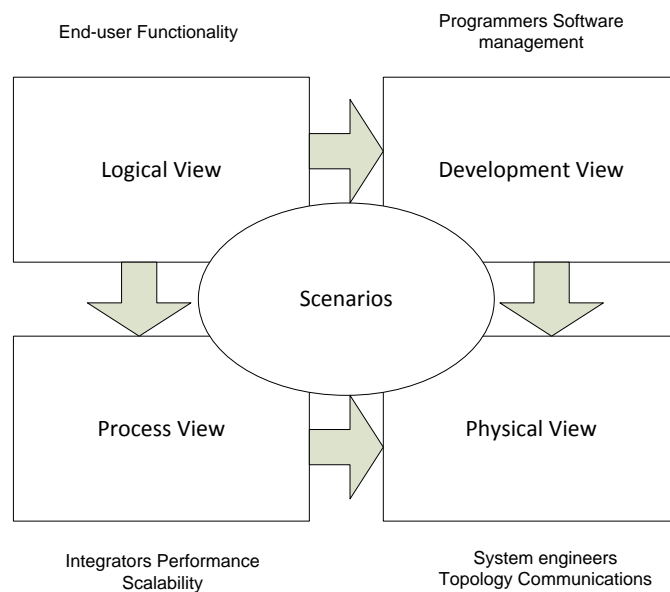 End-user Functionality
Programmers Software
management
Logical View
Development View
Scenarios
Process View
Physical View
Integrators Performance
Scalability
System engineers
Topology Communications